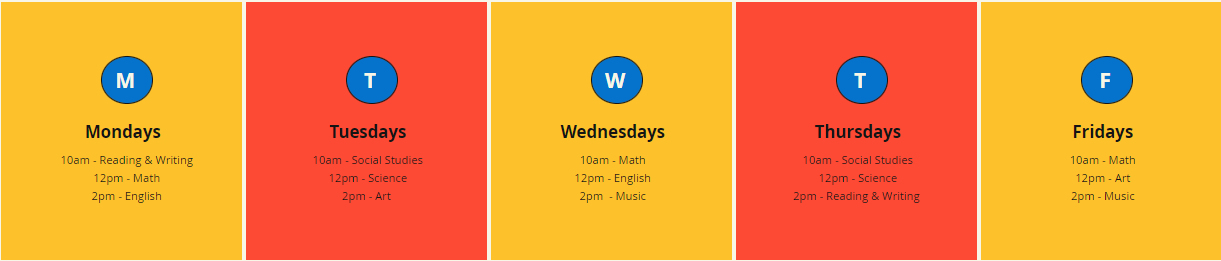 M
Mondays
10am - Reading & Writing
12pm - Math
2pm - English
T
Tuesdays
10am - Social Studies
12pm - Science
2pm - Art
W
Wednesdays
10am - Math
12pm - English
2pm  - Music
T
Thursdays
10am - Social Studies
12pm - Science
2pm - Reading & Writing
F
Fridays
10am - Math
12pm - Art
2pm - Music